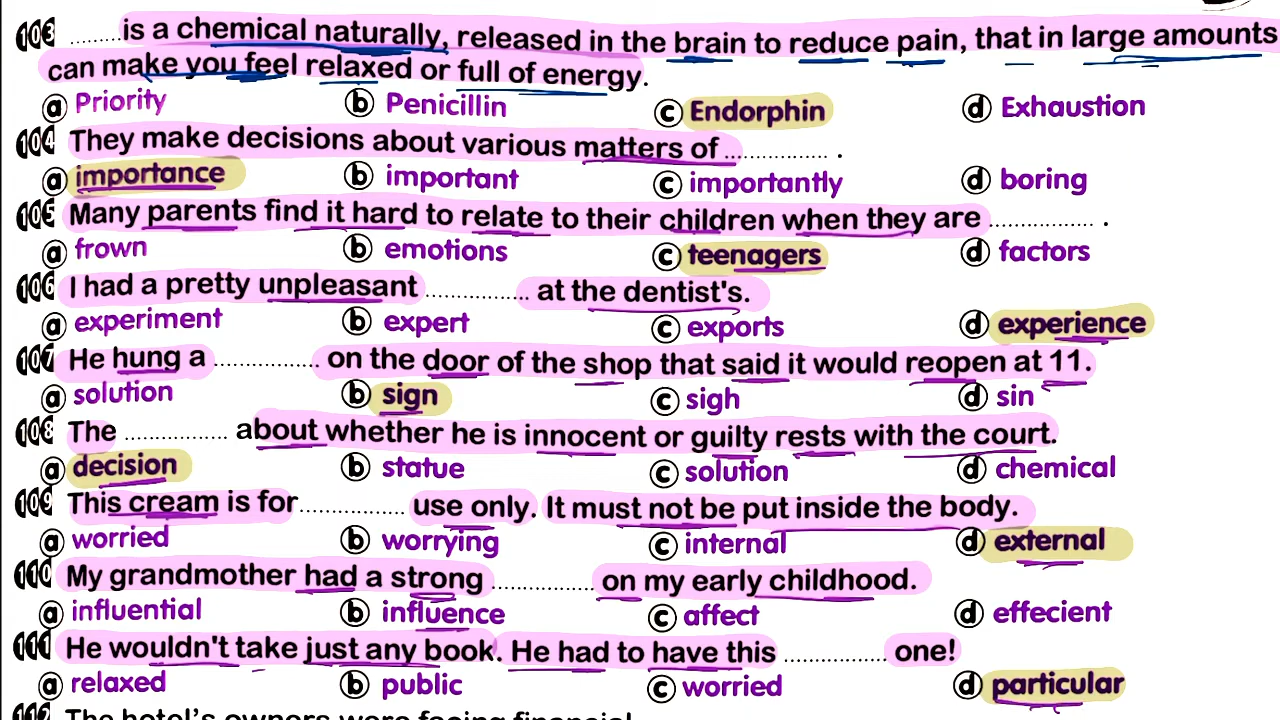 103 ........is a chemical naturally, released in the brain to reduce pain, that in large amounts
can make you feel relaxed or full of energy.
a Priority b Penicillin c Endorphin d Exhaustion
104 They make decisions about various matters of ................ .
a importance b important c importantly d boring
105 Many parents find it hard to relate to their children when they are ................ .
a frown b emotions c teenagers d factors
106 I had a pretty unpleasant ................ at the dentist's.
a experiment b expert c exports d experience
107 He hung a ................ on the door of the shop that said it would reopen at 11.
a solution b sign c sigh d sin
108 The ................ about whether he is innocent or guilty rests with the court.
a decision b statue c solution d chemical
109 This cream is for................ use only. It must not be put inside the body.
a worried b worrying c internal d external
110 My grandmother had a strong ................ on my early childhood.
a influential b influence c affect d effecient
111 He wouldn't take just any book. He had to have this ................ one!
a relaxed b public c worried d particular
112 The hotel's owners were facing financial